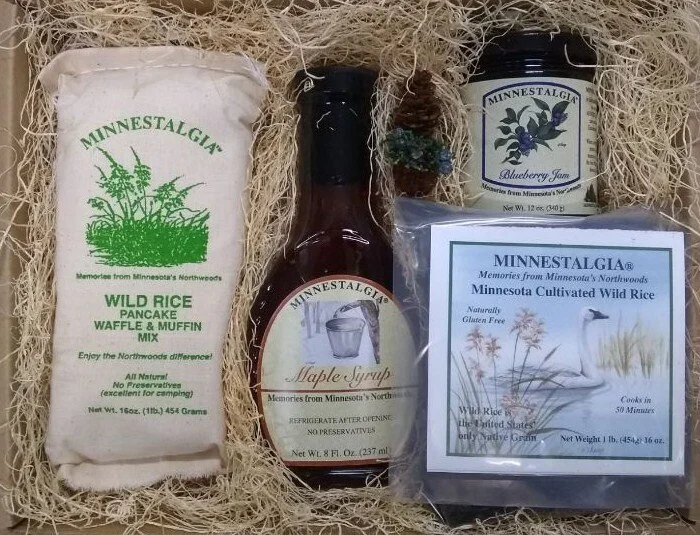 MINNESTALGIA®
Memories from Minnesota's Northwoods
WILD RICE
PANCAKE
WAFFLE & MUFFIN
MIX
Enjoy the Northwoods difference!
All Natural
No Preservatives
(excellent for camping)
Net Wt. 16oz. (1lb.) 454 Grams
MINNESTALGIA®
Maple Syrup
Memories from Minnesota's
REFRIGERATE AFTER OPENING
NO PRESERVATIVES
Net Wt. 8 Fl. Oz. (237 ml)
MINNESTALGIA
Blueberry Jam
Memories from Minnesota's Northwoods
Net Wt. 12 oz. (340g)
MINNESTALGIA®
Memories from Minnesota's Northwoods
Minnesota Cultivated Wild Rice
Naturally
Gluten Free
Cooks in
50 Minutes
Wild Rice is
the United States'
only Native Grain
Net Weight 1 lb. (454g) 16 oz.